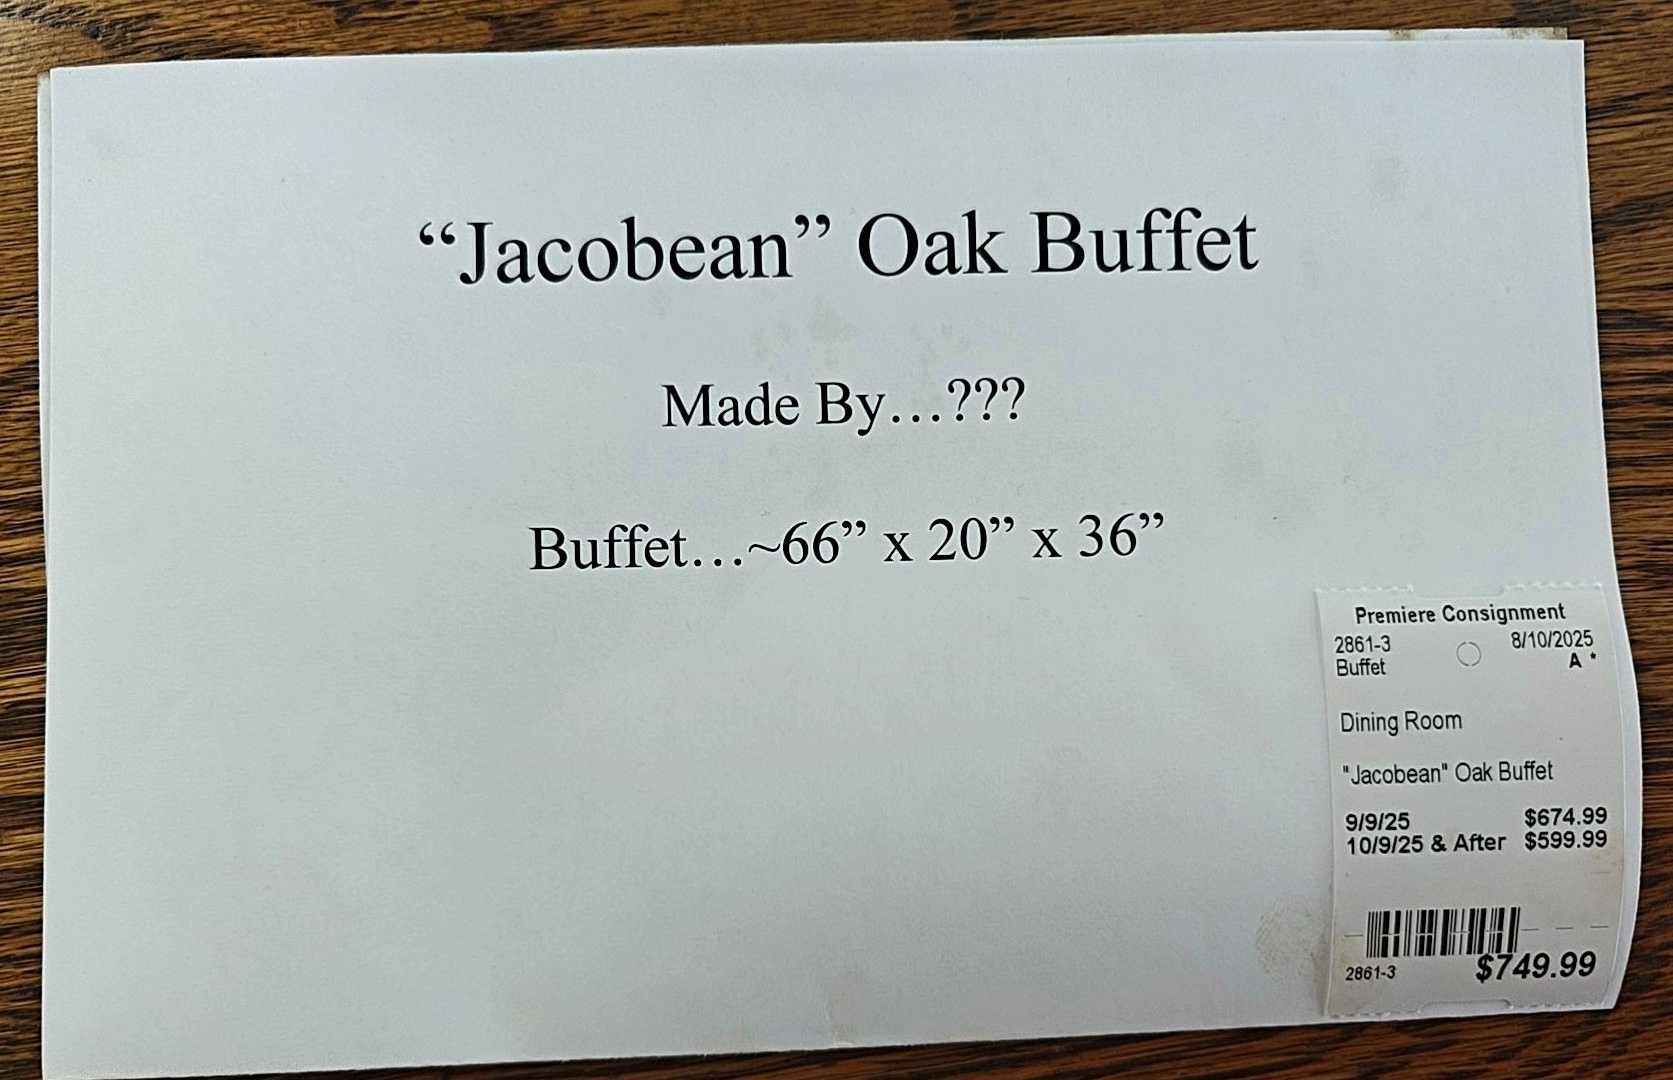 “Jacobean” Oak Buffet
Made By…???
Buffet…~66” x 20” x 36”
Premiere Consignment
2861-3 8/10/2025
Buffet A *
Dining Room
"Jacobean" Oak Buffet
9/9/25 $674.99
10/9/25 & After $599.99
2861-3 $749.99